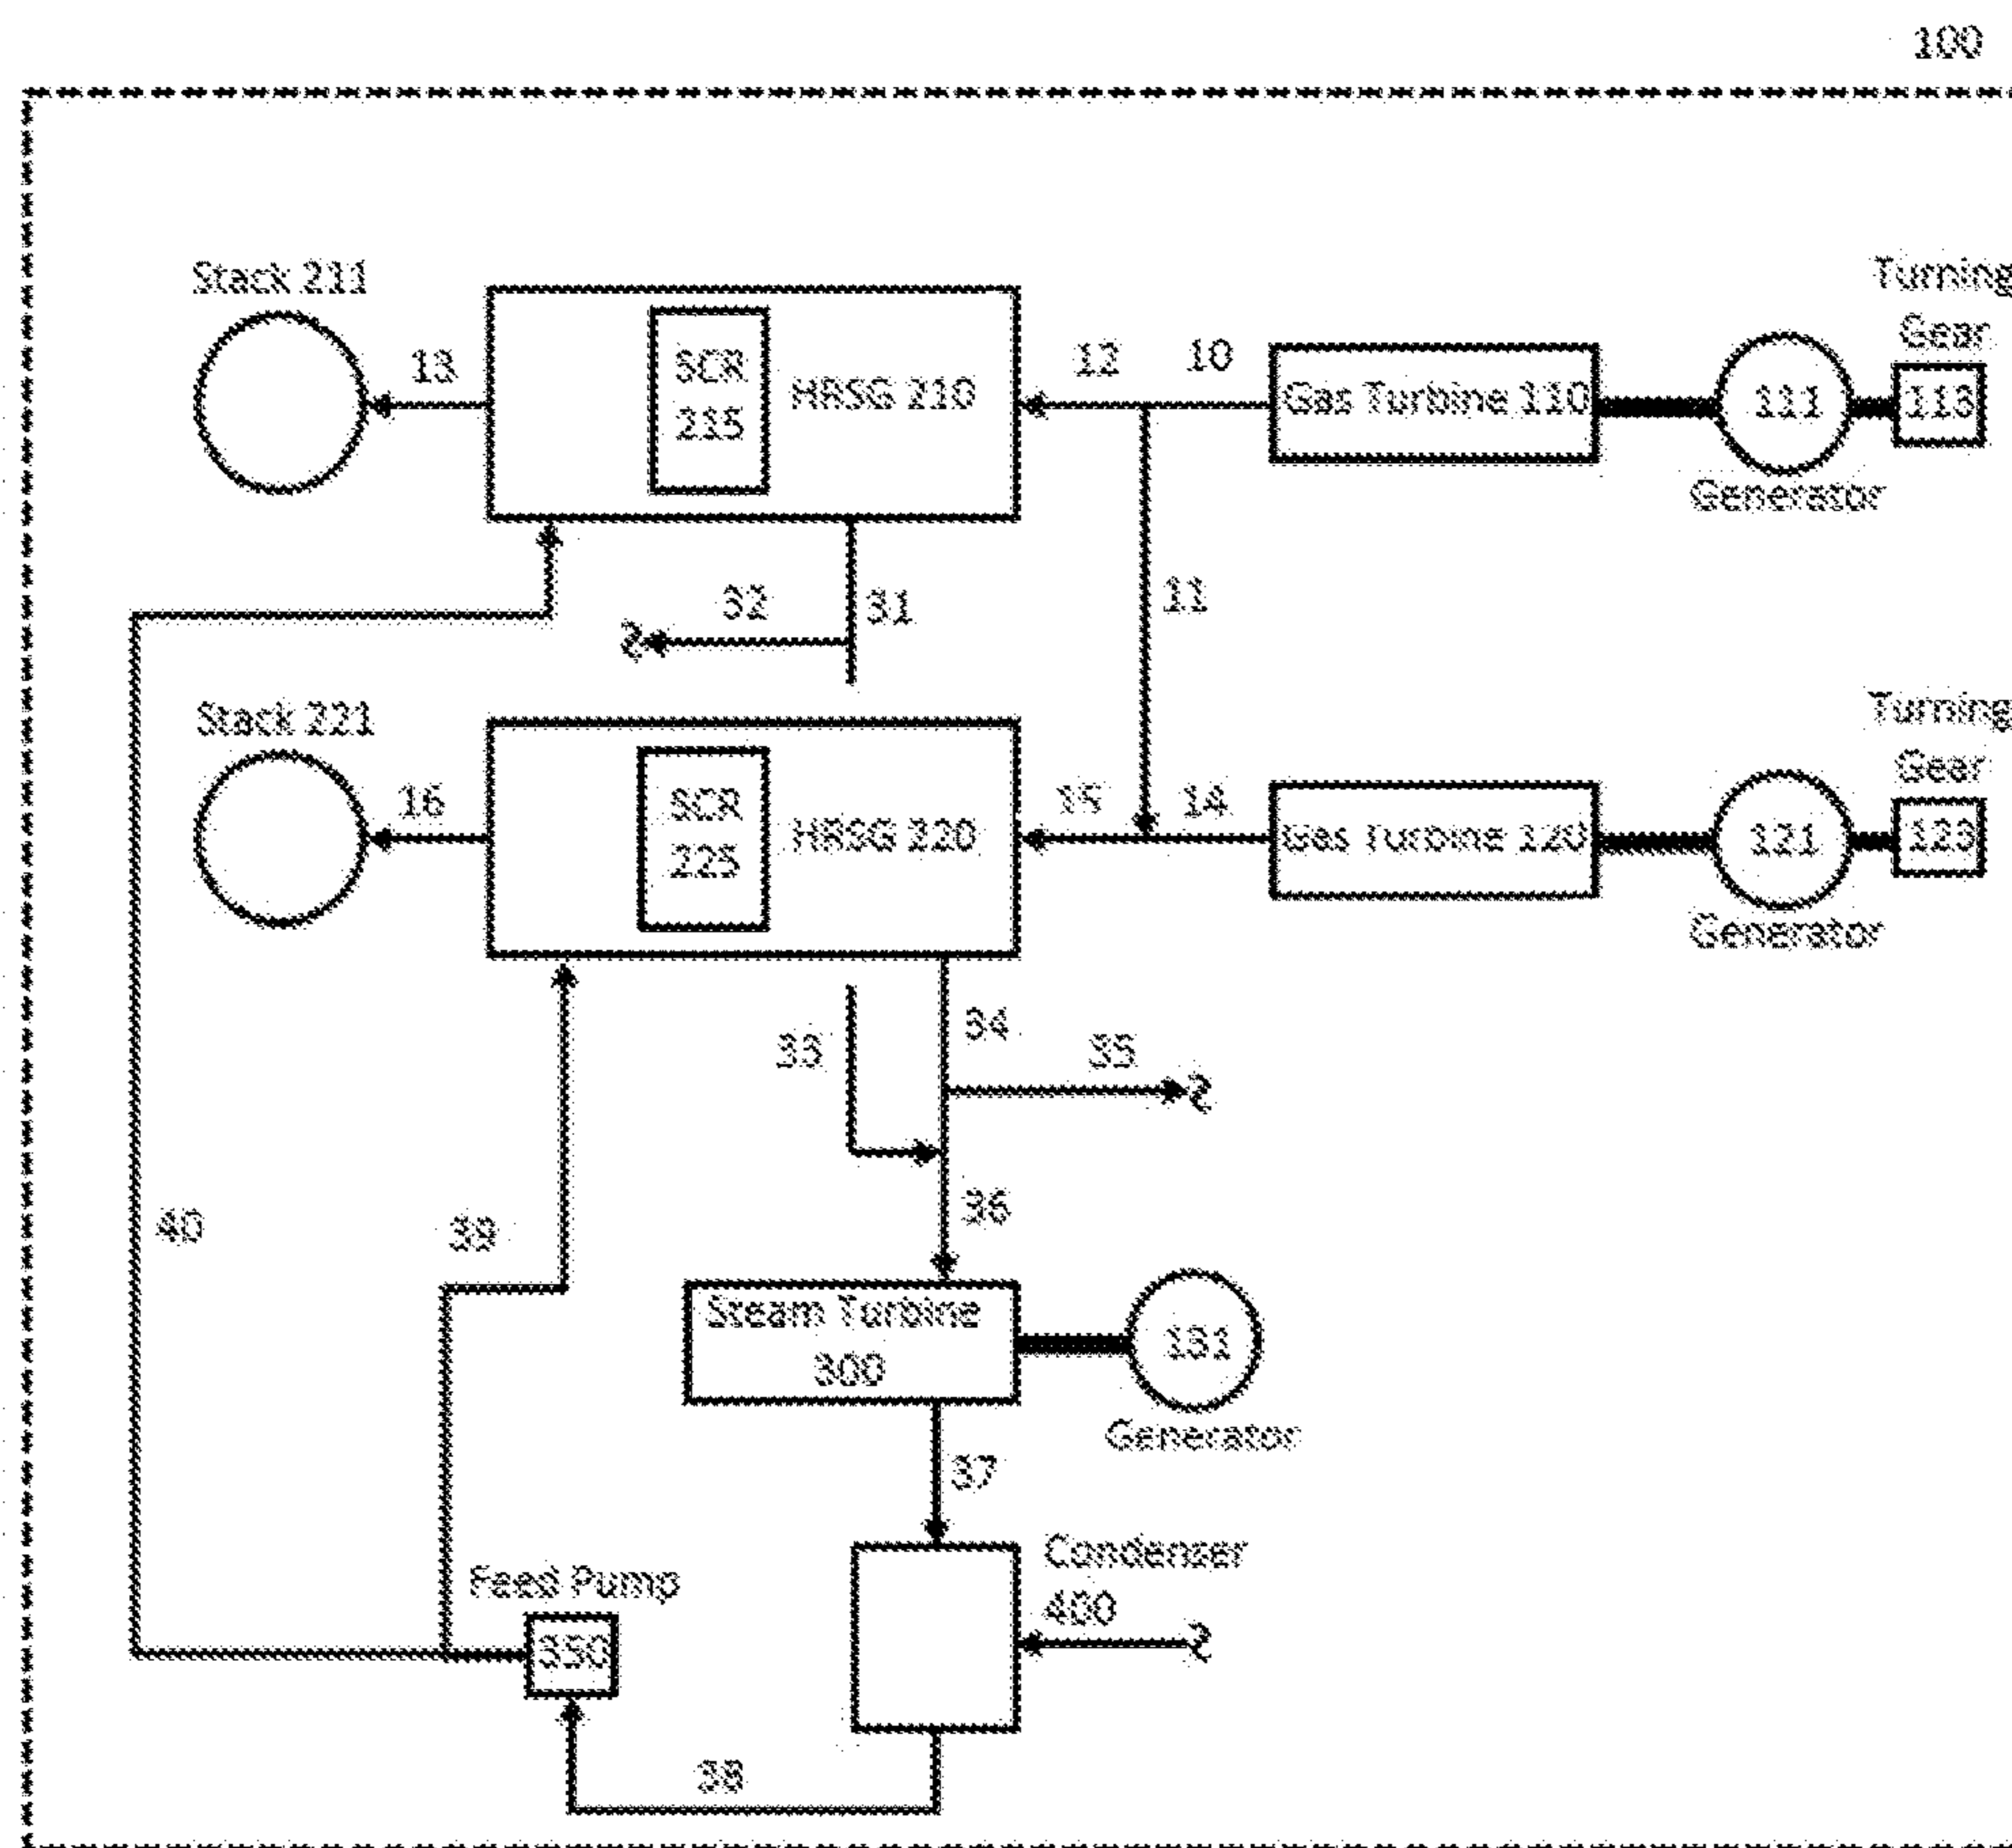 100
Stack 211
13
SCR
215
HRSG 210
12
10
Gas Turbine 110
111
Generator
Turning
Gear
113
32
31
11
Stack 221
16
SCR
225
HRSG 220
15
14
Gas Turbine 120
121
Generator
Turning
Gear
123
33
34
35
36
40
39
Steam Turbine
300
131
Generator
37
Condenser
400
Feed Pump
350
38